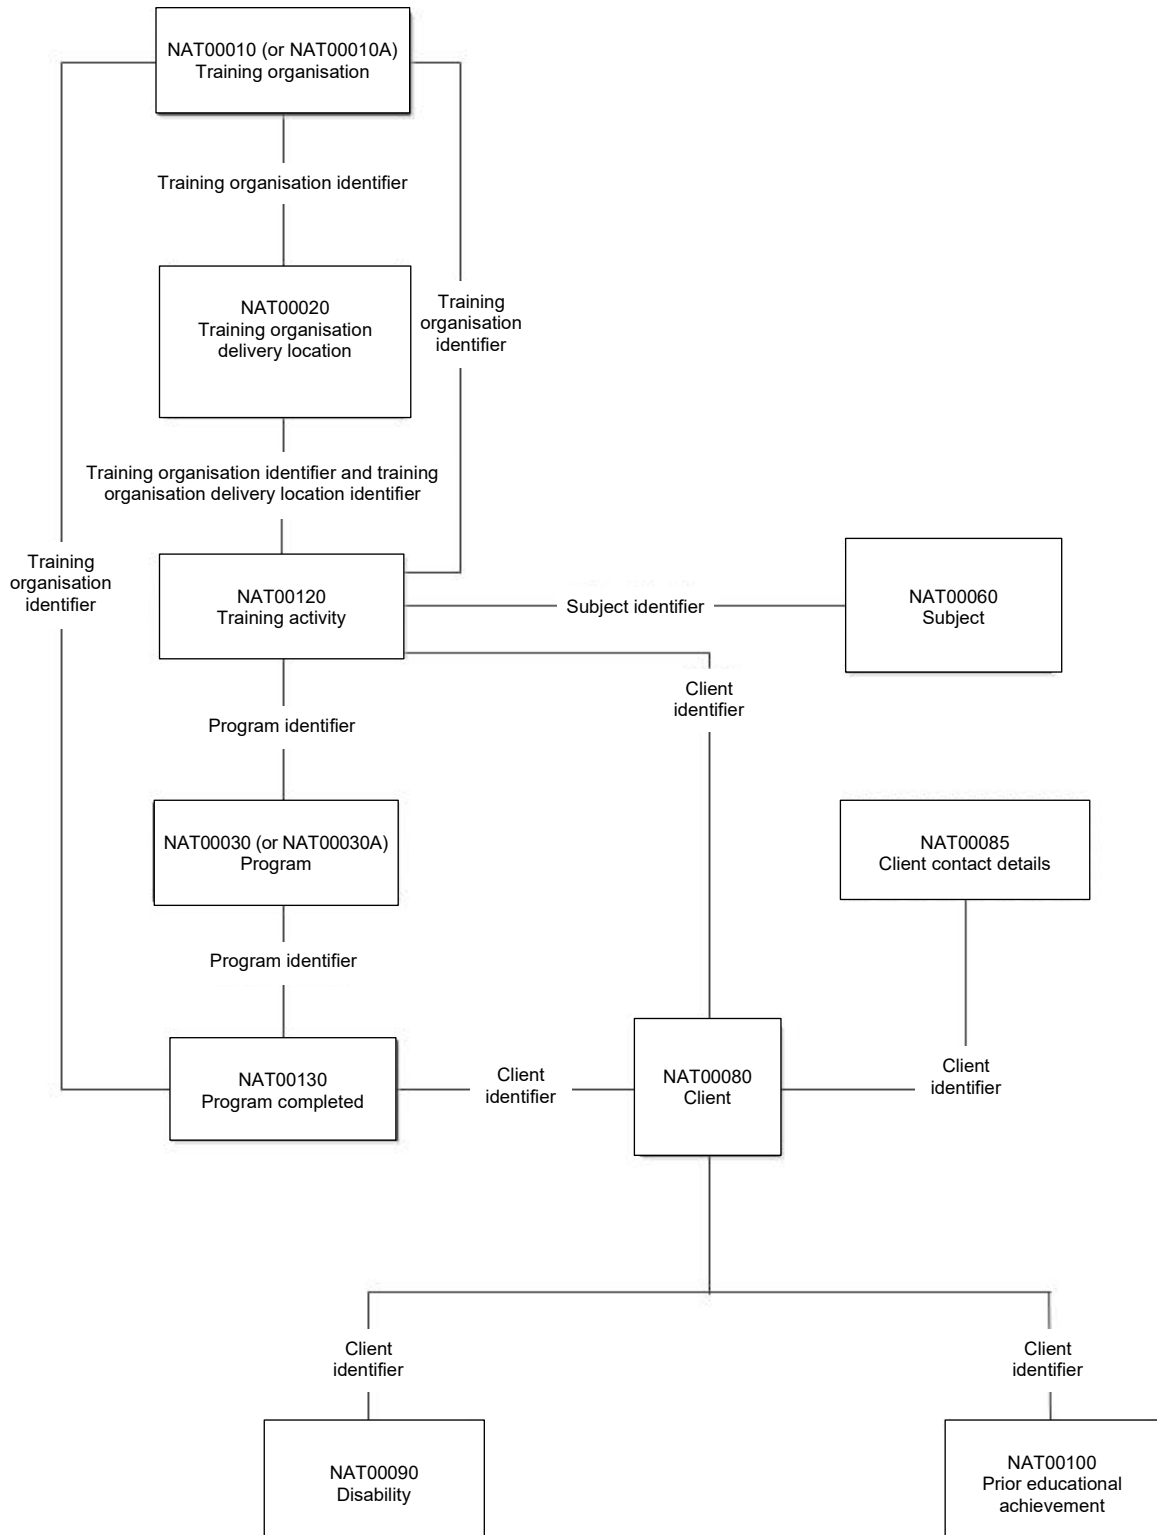 NAT00010 (or NAT00010A)
Training organisation
Training organisation identifier
NAT00020
Training organisation
delivery location
Training
organisation
identifier
Training organisation identifier and training
organisation delivery location identifier
Training
organisation
identifier
NAT00120
Training activity
Subject identifier
NAT00060
Subject
Client
identifier
Program identifier
NAT00030 (or NAT00030A)
Program
NAT00085
Client contact details
Program identifier
NAT00130
Program completed
Client
identifier
NAT00080
Client
Client
identifier
Client
identifier
Client
identifier
NAT00090
Disability
NAT00100
Prior educational
achievement